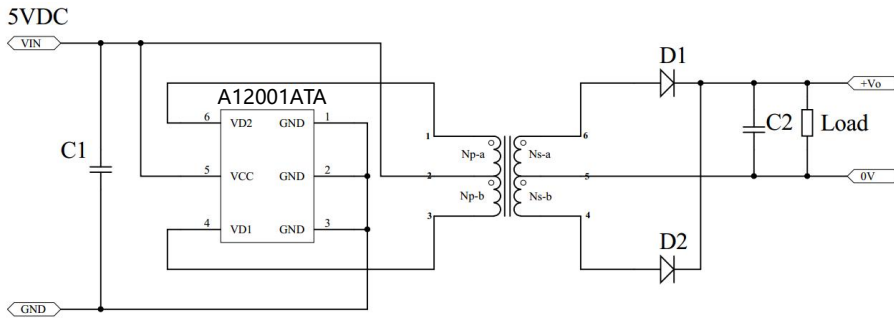 5VDC
VIN
D1
A12001ATA
+Vo
6 VD2 GND 1
1 6
C1
Np-a Ns-a
C2 Load
5 VCC GND 2
2 5
0V
Np-b Ns-b
4 VD1 GND 3
3 4
D2
GND